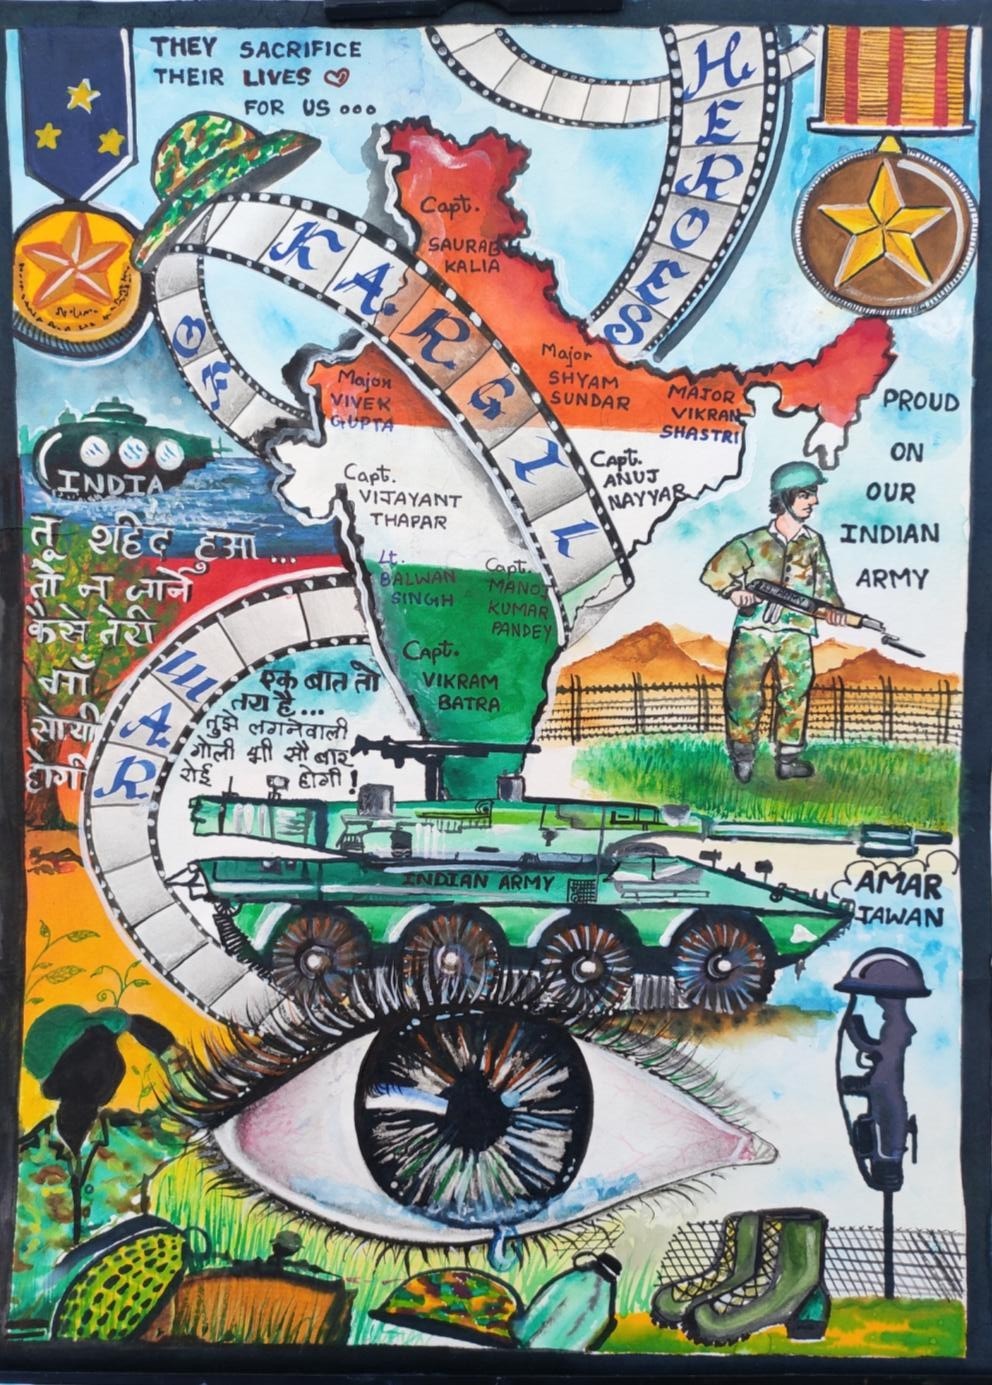 THEY SACRIFICE
THEIR LIVES
FOR US ...
HEROES
OF
KARGIL
WAR
Capt.
SAURAB
KALIA
Major
VIVEK
GUPTA
Major
SHYAM
SUNDAR
MAJOR
VIKRAN
SHASTRI
Capt.
VIJAYANT
THAPAR
Capt.
ANUJ
NAYYAR
Lt.
BALWAN
SINGH
Capt.
MANOJ
KUMAR
PANDEY
Capt.
VIKRAM
BATRA
PROUD
ON
OUR
INDIAN
ARMY
INDIA
तू शहिद हुआ ...
तो न जाने
कैसे तेरी
माँ
सोयी
होगी
एक बात तो
तय है...
तुझे लगनेवाली
गोली भी सौ बार
रोई होगी!
INDIAN ARMY
AMAR
JAWAN